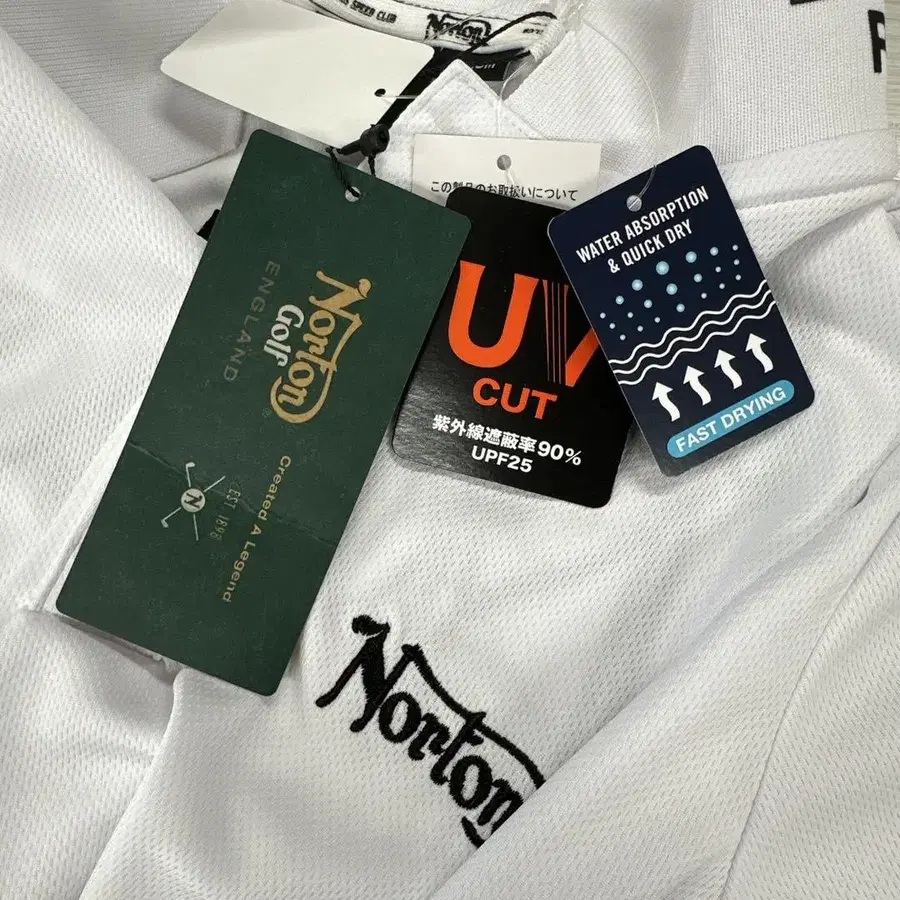 SPEED CLUB
Norton
この製品のお取扱いについて
Norton
Golf
ENGLAND
Created A Legend
EST 1898
N
UV
CUT
紫外線遮蔽率90%
UPF25
WATER ABSORPTION
& QUICK DRY
FAST DRYING
Norton